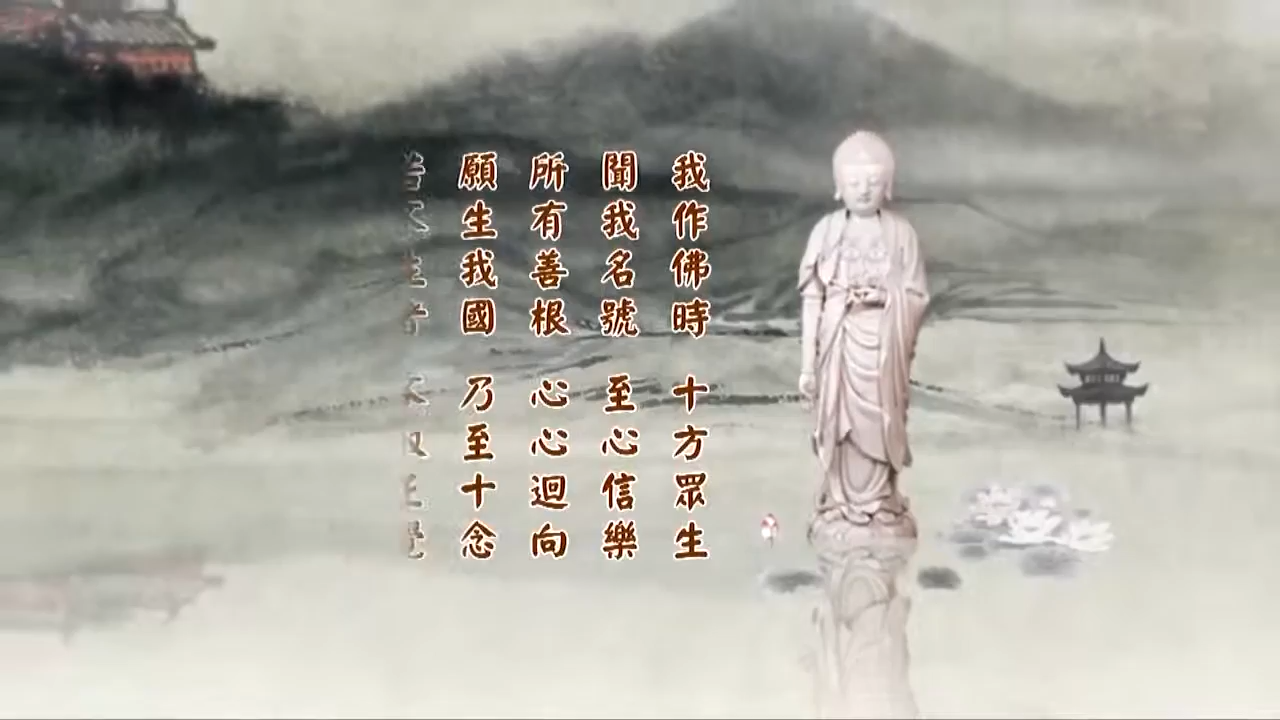 我作佛時 十方眾生
聞我名號 至心信樂
所有善根 心心迴向
願生我國 乃至十念